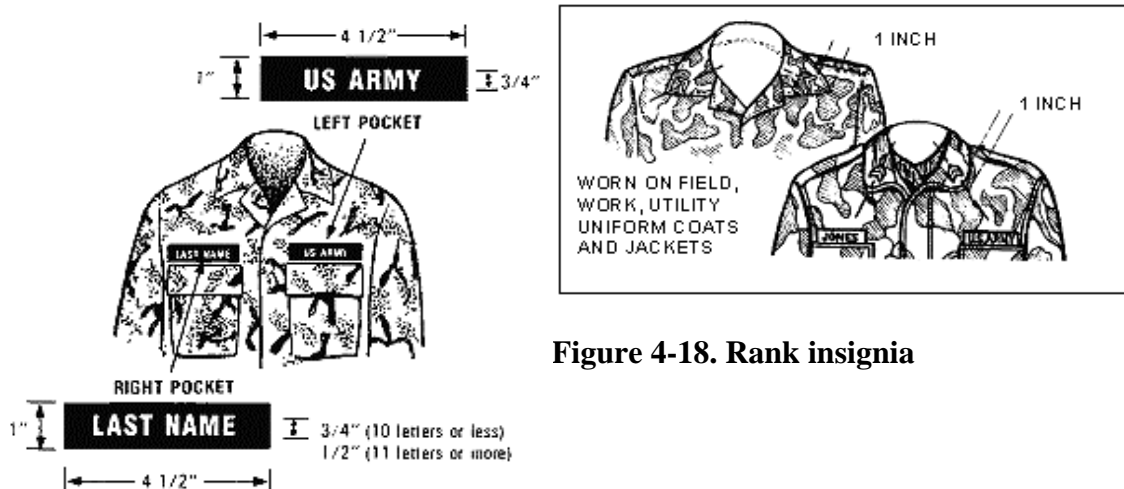 4 1/2"
1"
US ARMY
3/4"
LEFT POCKET
LAST NAME
US ARMY
RIGHT POCKET
1"
LAST NAME
3/4" (10 letters or less)
1/2" (11 letters or more)
4 1/2"
1 INCH
1 INCH
WORN ON FIELD,
WORK, UTILITY
UNIFORM COATS
AND JACKETS
JONES
US ARMY
Figure 4-18. Rank insignia